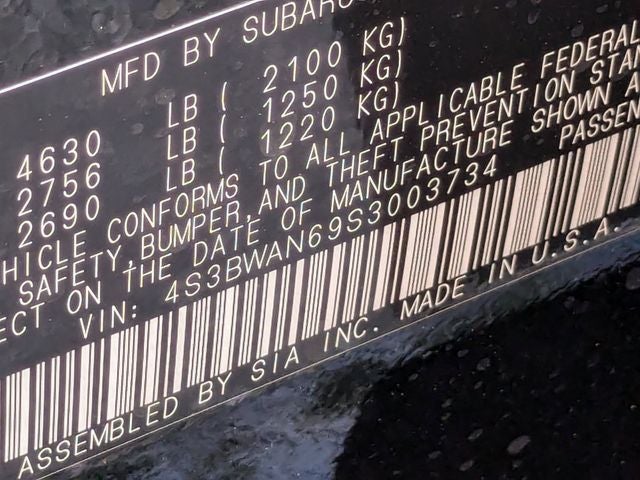 MFD BY SUBARU
4630 LB ( 2100 KG)
2756 LB ( 1250 KG)
2690 LB ( 1220 KG)
HICLE CONFORMS TO ALL APPLICABLE FEDERAL
SAFETY,BUMPER,AND THEFT PREVENTION STAN
ECT ON THE DATE OF MANUFACTURE SHOWN A
VIN: 4S3BWAN69S3003734 PASSEN
ASSEMBLED BY SIA INC. MADE IN U.S.A.